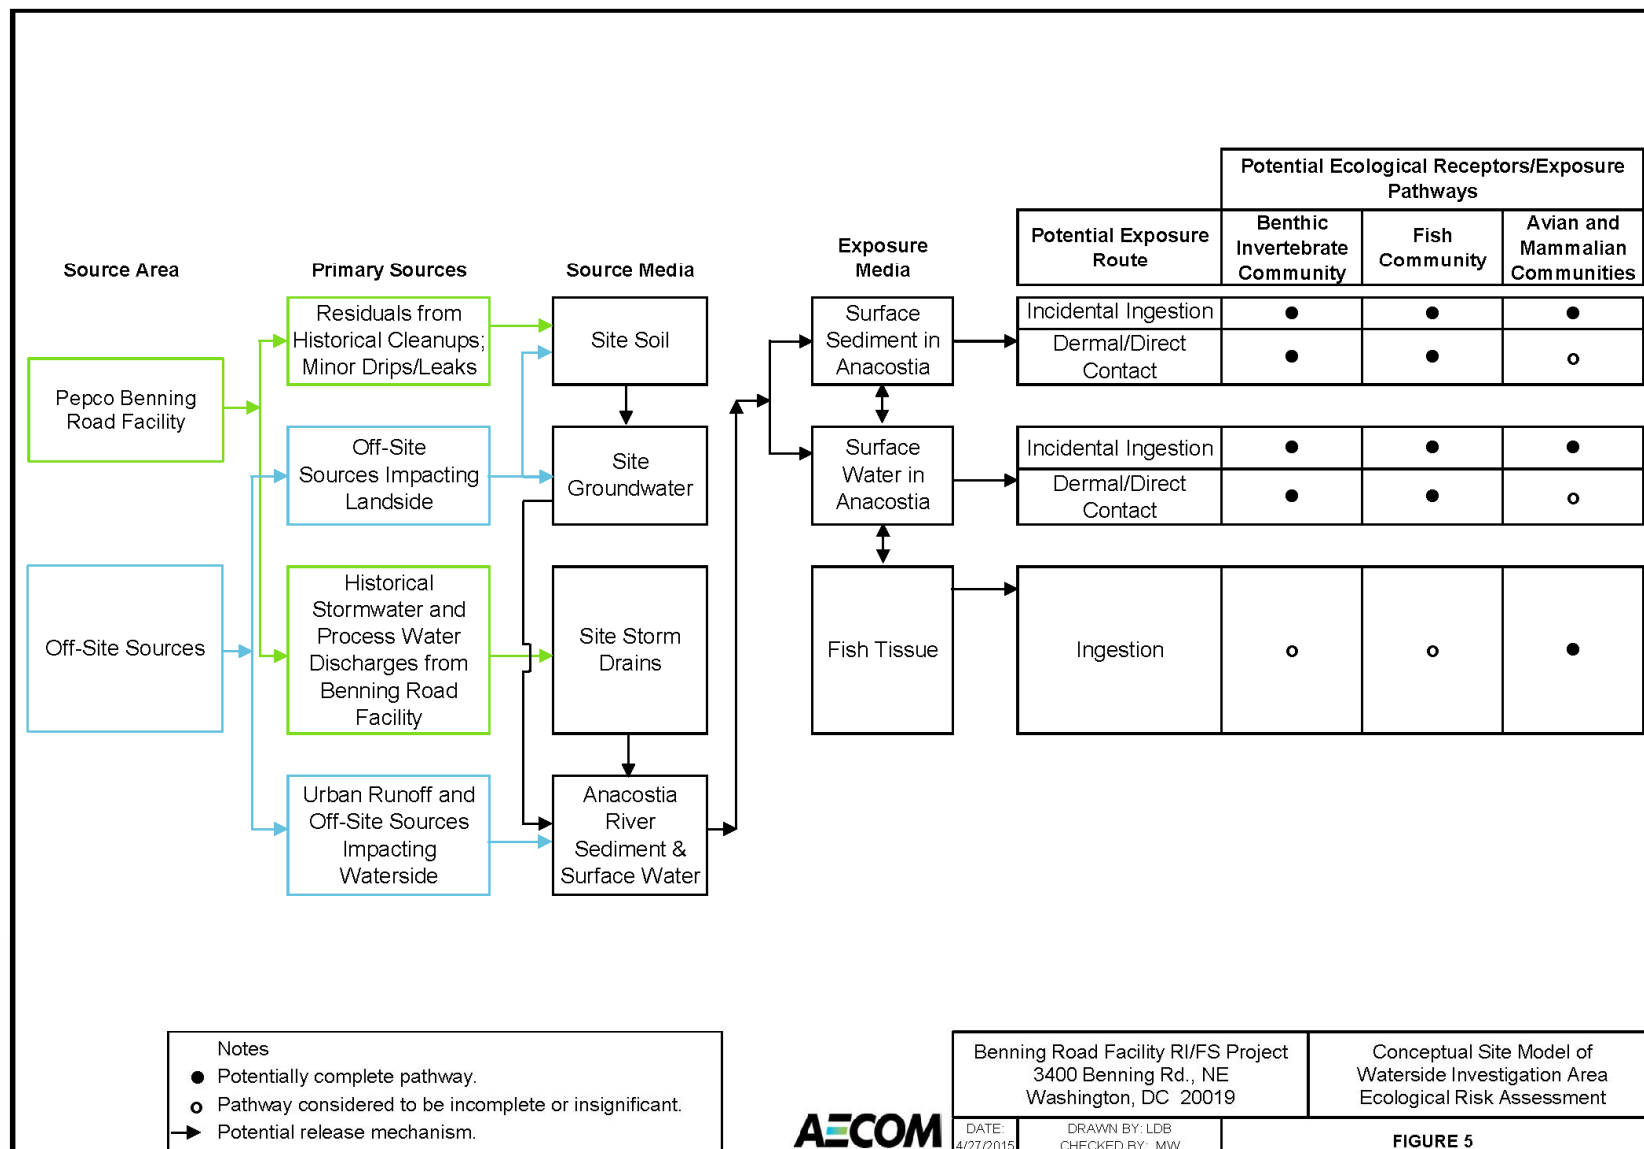 Potential Ecological Receptors/Exposure
Pathways
Source Area
Primary Sources
Source Media
Exposure
Media
Potential Exposure
Route
Benthic
Invertebrate
Community
Fish
Community
Avian and
Mammalian
Communities
Pepco Benning
Road Facility
Off-Site Sources
Residuals from
Historical Cleanups;
Minor Drips/Leaks
Off-Site
Sources Impacting
Landside
Historical
Stormwater and
Process Water
Discharges from
Benning Road
Facility
Urban Runoff and
Off-Site Sources
Impacting
Waterside
Site Soil
Site
Groundwater
Site Storm
Drains
Anacostia
River
Sediment &
Surface Water
Surface
Sediment in
Anacostia
Surface
Water in
Anacostia
Fish Tissue
Incidental Ingestion
Dermal/Direct
Contact
Incidental Ingestion
Dermal/Direct
Contact
Ingestion
Notes
Potentially complete pathway.
Pathway considered to be incomplete or insignificant.
Potential release mechanism.
AECOM
Benning Road Facility RI/FS Project
3400 Benning Rd., NE
Washington, DC 20019
Conceptual Site Model of
Waterside Investigation Area
Ecological Risk Assessment
DATE:
4/27/2015
DRAWN BY: LDB
CHECKED BY: MW
FIGURE 5